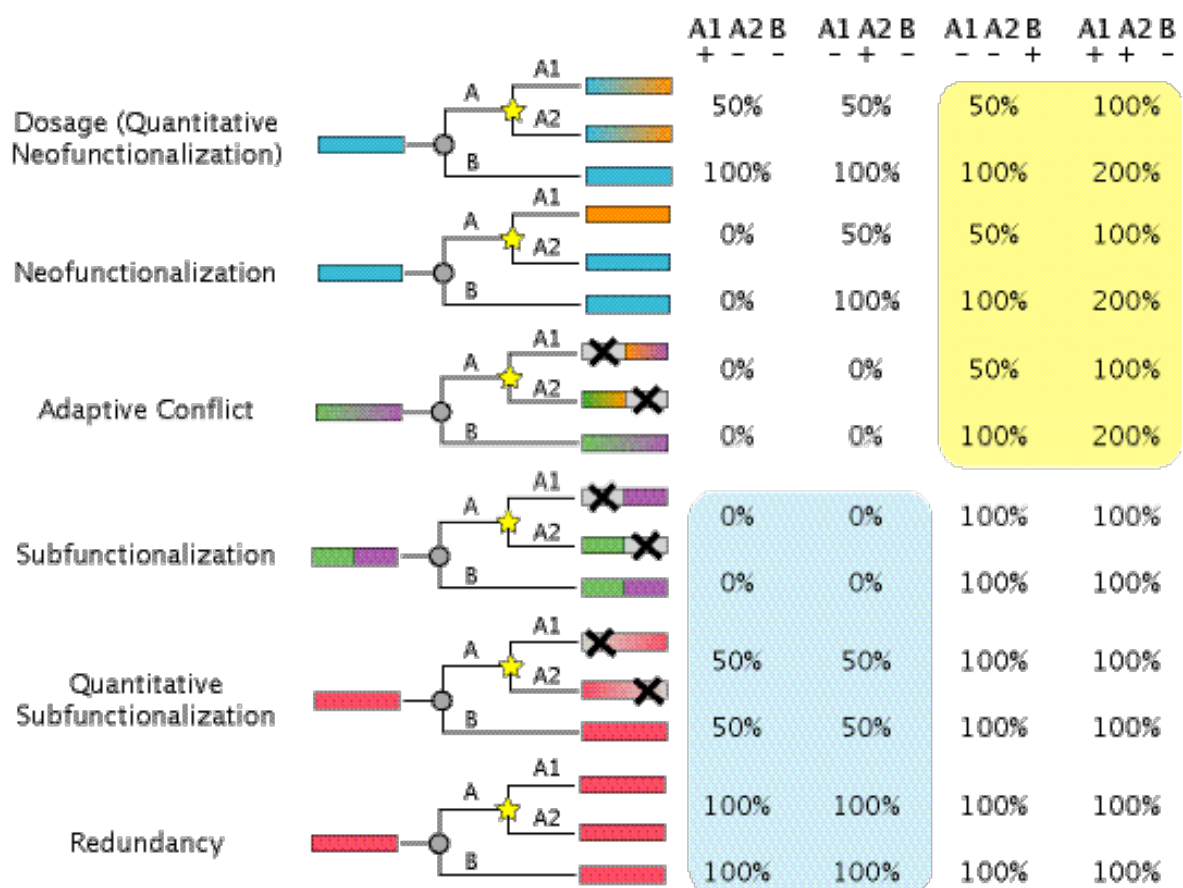 A1 A2 B A1 A2 B A1 A2 B A1 A2 B
+ - - - + - - - + + + -
A1
A
50% 50% 50% 100%
Dosage (Quantitative
Neofunctionalization)
A2
B
100% 100% 100% 200%
A1
A
0% 50% 50% 100%
Neofunctionalization
A2
B
0% 100% 100% 200%
A1
A
0% 0% 50% 100%
Adaptive Conflict
A2
B
0% 0% 100% 200%
A1
A
0% 0% 100% 100%
Subfunctionalization
A2
B
0% 0% 100% 100%
A1
A
50% 50% 100% 100%
Quantitative
Subfunctionalization
A2
B
50% 50% 100% 100%
A1
A
100% 100% 100% 100%
Redundancy
A2
B
100% 100% 100% 100%